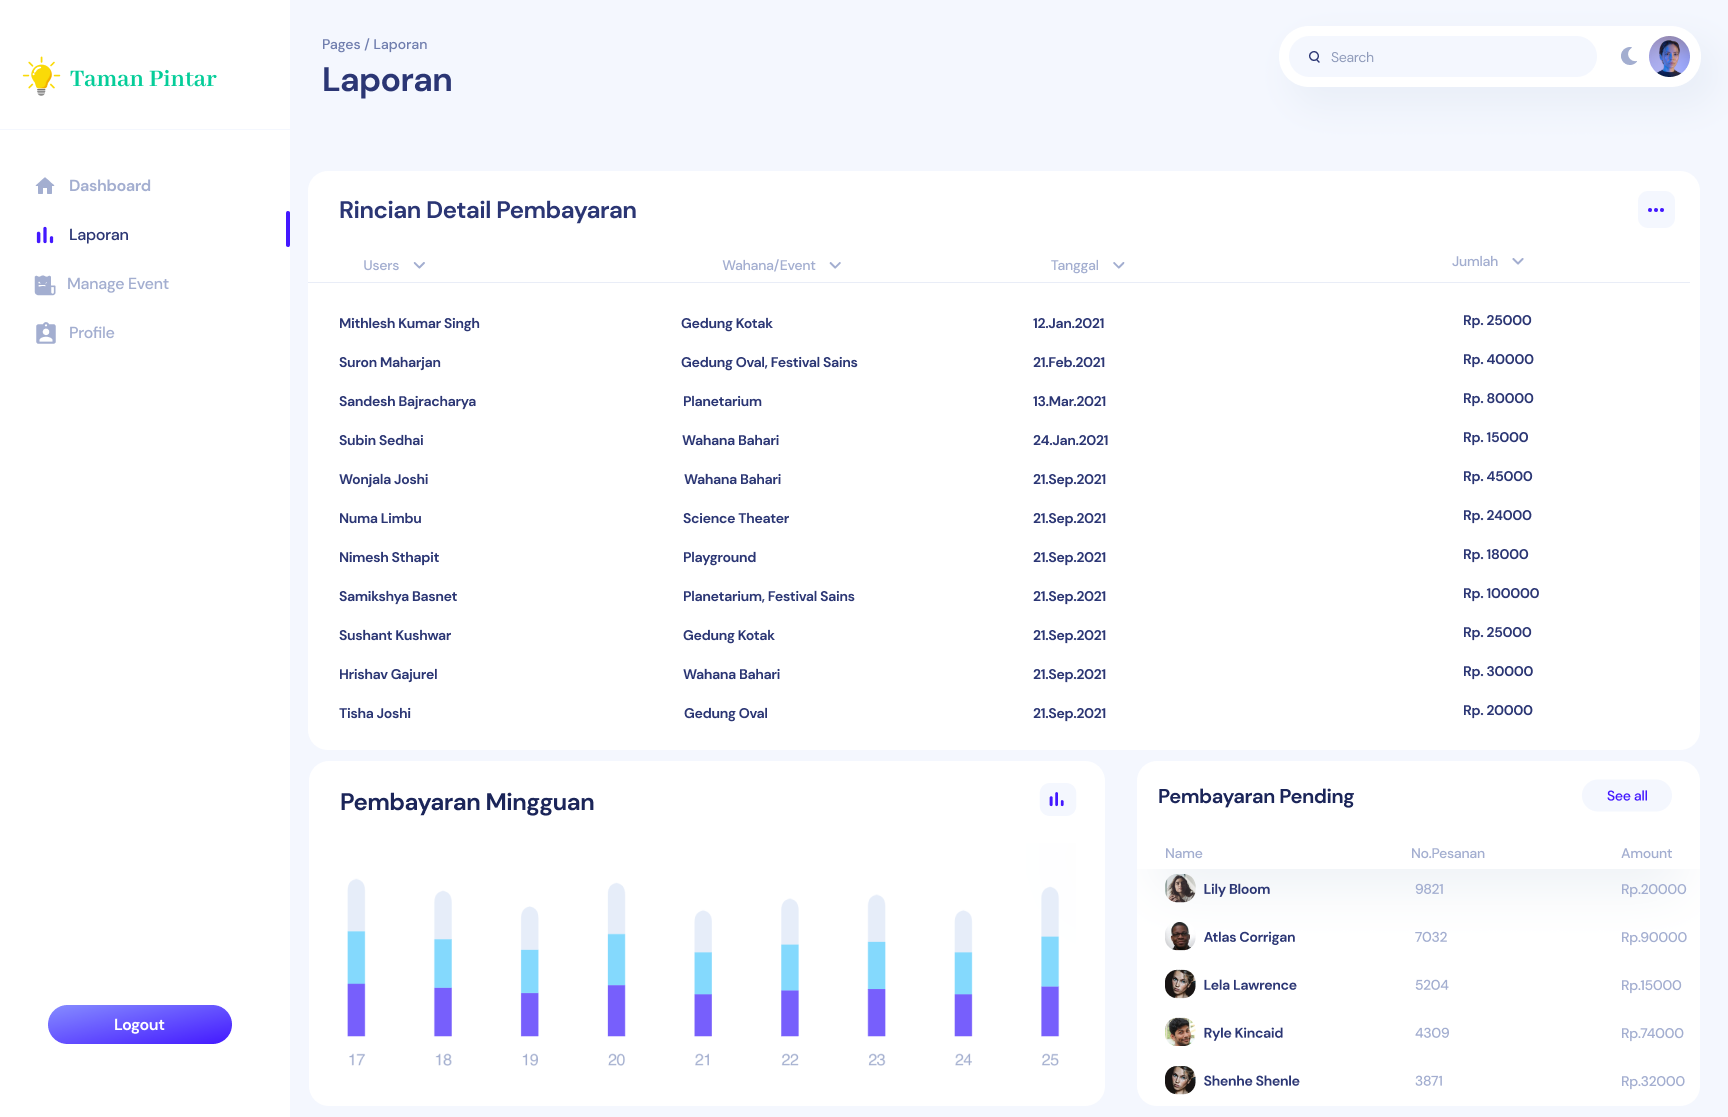 Taman Pintar
Dashboard
Laporan
Manage Event
Profile
Logout
Pages / Laporan
Laporan
Search
Rincian Detail Pembayaran
Users Wahana/Event Tanggal Jumlah
Mithlesh Kumar Singh Gedung Kotak 12.Jan.2021 Rp. 25000
Suron Maharjan Gedung Oval, Festival Sains 21.Feb.2021 Rp. 40000
Sandesh Bajracharya Planetarium 13.Mar.2021 Rp. 80000
Subin Sedhai Wahana Bahari 24.Jan.2021 Rp. 15000
Wonjala Joshi Wahana Bahari 21.Sep.2021 Rp. 45000
Numa Limbu Science Theater 21.Sep.2021 Rp. 24000
Nimesh Sthapit Playground 21.Sep.2021 Rp. 18000
Samikshya Basnet Planetarium, Festival Sains 21.Sep.2021 Rp. 100000
Sushant Kushwar Gedung Kotak 21.Sep.2021 Rp. 25000
Hrishav Gajurel Wahana Bahari 21.Sep.2021 Rp. 30000
Tisha Joshi Gedung Oval 21.Sep.2021 Rp. 20000
Pembayaran Mingguan
17 18 19 20 21 22 23 24 25
Pembayaran Pending
See all
Name No.Pesanan Amount
Lily Bloom 9821 Rp.20000
Atlas Corrigan 7032 Rp.90000
Lela Lawrence 5204 Rp.15000
Ryle Kincaid 4309 Rp.74000
Shenhe Shenle 3871 Rp.32000